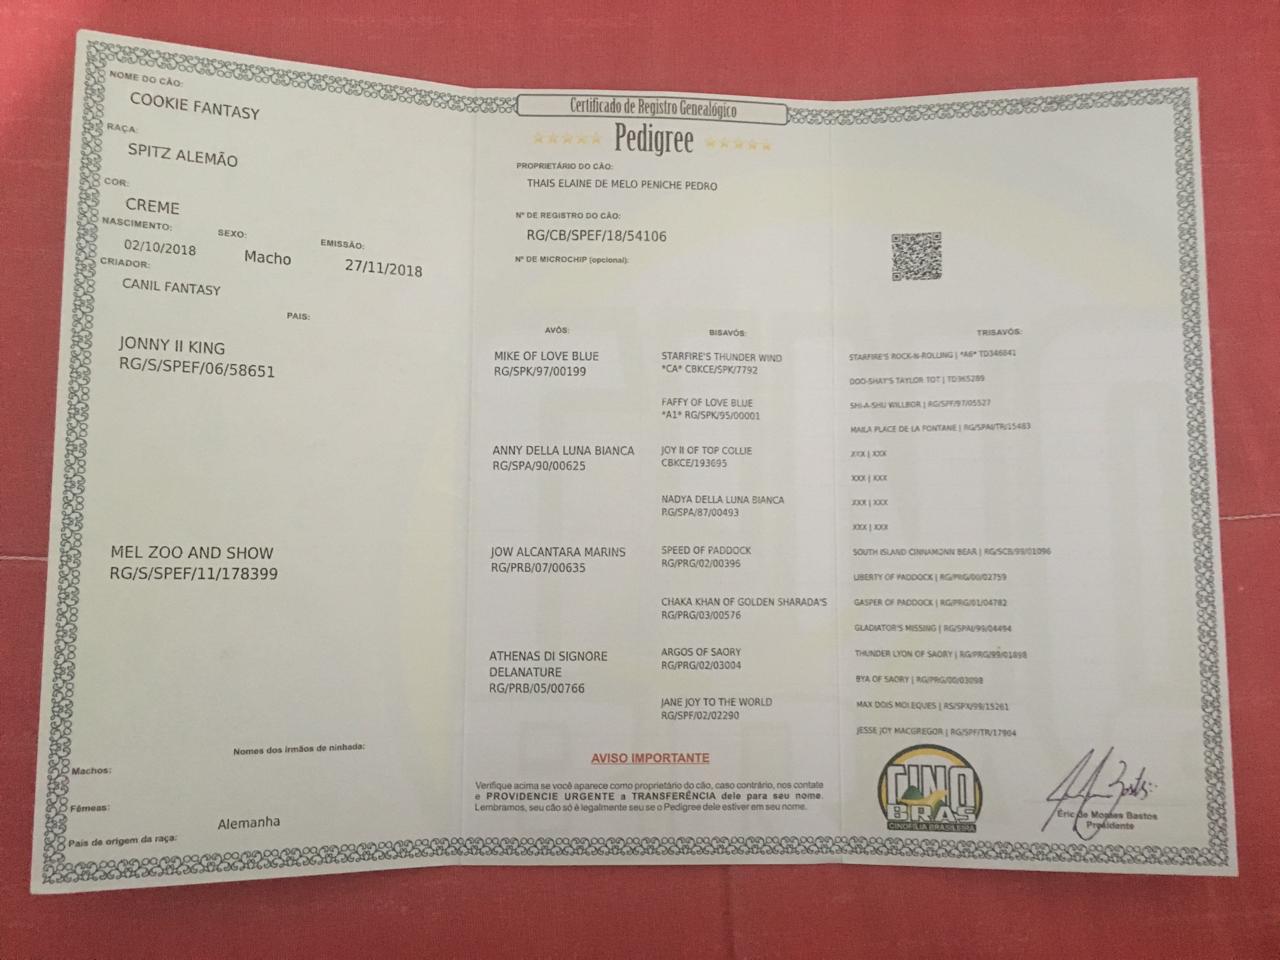 NOME DO CÃO:
COOKIE FANTASY
RAÇA:
SPITZ ALEMÃO
COR:
CREME
NASCIMENTO: SEXO: EMISSÃO:
02/10/2018 Macho 27/11/2018
CRIADOR:
CANIL FANTASY
PAIS:
JONNY II KING
RG/S/SPEF/06/58651
MEL ZOO AND SHOW
RG/S/SPEF/11/178399
Nomes dos irmãos de ninhada:
Machos:
Fêmeas:
País de origem da raça: Alemanha
Certificado de Registro Genealógico
Pedigree
PROPRIETÁRIO DO CÃO:
THAIS ELAINE DE MELO PENICHE PEDRO
Nº DE REGISTRO DO CÃO:
RG/CB/SPEF/18/54106
Nº DE MICROCHIP (opcional):
AVÓS:
MIKE OF LOVE BLUE
RG/SPK/97/00199
ANNY DELLA LUNA BIANCA
RG/SPA/90/00625
JOW ALCANTARA MARINS
RG/PRB/07/00635
ATHENAS DI SIGNORE
DELANATURE
RG/PRB/05/00766
BISAVÓS:
STARFIRE'S THUNDER WIND
*CA* CBKCE/SPK/7792
FAFFY OF LOVE BLUE
*A1* RG/SPK/95/00001
JOY II OF TOP COLLIE
CBKCE/193695
NADYA DELLA LUNA BIANCA
RG/SPA/87/00493
SPEED OF PADDOCK
RG/PRG/02/00395
CHAKA KHAN OF GOLDEN SHARADA'S
RG/PRG/03/00576
ARGOS OF SAORY
RG/PRG/02/03004
JANE JOY TO THE WORLD
RG/SPF/02/02290
TRISAVÓS:
STARFIRE'S ROCK-N-ROLLING | *A6* TD346841
DOO-SHAY'S TAYLOR TOT | TD365289
SHI-A-SHU WILLBOR | RG/SPF/97/05527
MAILA PLACE DE LA FONTANE | RG/SPAI/TR/15483
XXX | XXX
XXX | XXX
XXX | XXX
XXX | XXX
SOUTH ISLAND CINNAMONN BEAR | RG/SCB/99/01096
LIBERTY OF PADDOCK | RG/PRG/00/02759
GASPER OF PADDOCK | RG/PRG/01/04782
GLADIATOR'S MISSING | RG/SPAI/99/04494
THUNDER LYON OF SAORY | RG/PRG/99/01898
BYA OF SAORY | RG/PRG/00/03098
MAX DOIS MOLEQUES | RS/SPX/99/15261
JESSE JOY MACGREGOR | RG/SPF/TR/17904
AVISO IMPORTANTE
Verifique acima se você aparece como proprietário do cão, caso contrário, nos contate
e PROVIDENCIE URGENTE a TRANSFERÊNCIA dele para seu nome.
Lembramos, seu cão só é legalmente seu se o Pedigree dele estiver em seu nome.
CINO
BRAS
CINOFILIA BRASILEIRA
Éric de Moraes Bastos
Presidente